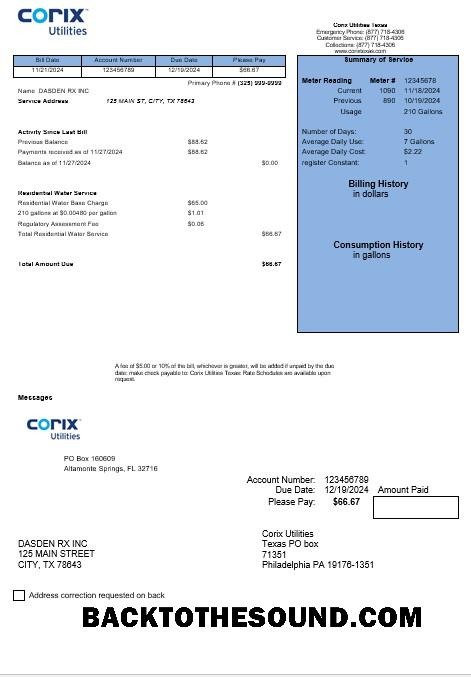 CORIX
Utilities
Corix Utilities Texas
Emergency Phone: (877) 718-4306
Customer Service: (877) 718-4306
Collections: (877) 718-4306
www.corixtexas.com
Bill Date Account Number Due Date Please Pay
11/21/2024 123456789 12/19/2024 $66.67
Primary Phone # (325) 999-9999
Name DASDEN RX INC
Service Address 125 MAIN ST, CITY, TX 78643
Activity Since Last Bill
Previous Balance $88.62
Payments received as of 11/27/2024 $88.62
Balance as of 11/27/2024 $0.00
Residential Water Service
Residential Water Base Charge $65.00
210 gallons at $0.00480 per gallon $1.01
Regulatory Assessment Fee $0.06
Total Residential Water Service $66.67
Total Amount Due $66.67
Summary of Service
Meter Reading Meter # 12345678
Current 1090 11/18/2024
Previous 890 10/19/2024
Usage 210 Gallons
Number of Days: 30
Average Daily Use: 7 Gallons
Average Daily Cost: $2.22
register Constant: 1
Billing History
in dollars
Consumption History
in gallons
A fee of $5.00 or 10% of the bill, whichever is greater, will be added if unpaid by the due
date: make check payable to: Corix Utilities Texas: Rate Schedules are available upon
request.
Messages
CORIX
Utilities
PO Box 160609
Altamonte Springs, FL 32716
Account Number: 123456789
Due Date: 12/19/2024 Amount Paid
Please Pay: $66.67
DASDEN RX INC
125 MAIN STREET
CITY, TX 78643
Corix Utilities
Texas PO box
71351
Philadelphia PA 19176-1351
Address correction requested on back
BACKTOTHESOUND.COM